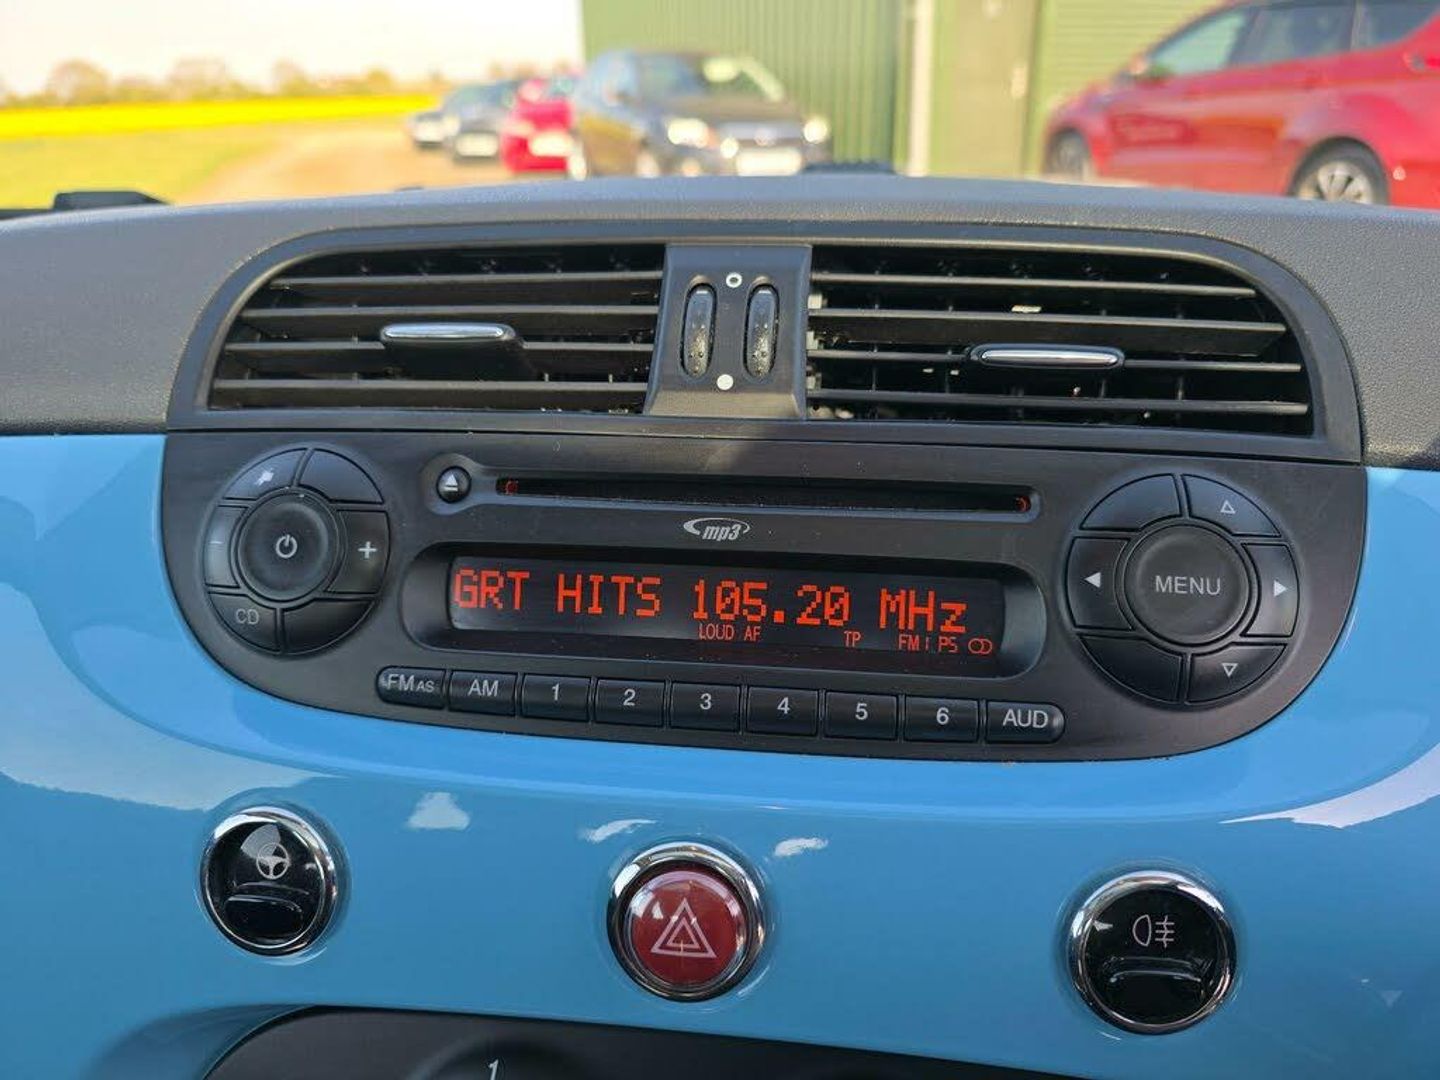 mp3
GRT HITS 105.20 MHz
LOUD AF TP FM1 PS
CD
MENU
FM AS AM 1 2 3 4 5 6 AUD
1